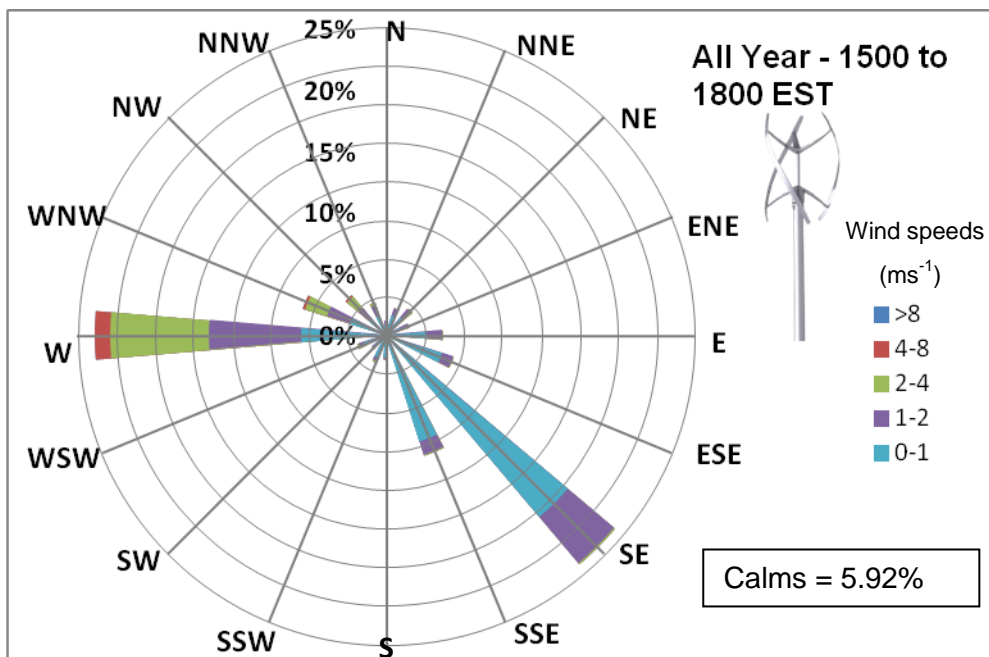 25%
N
NNW
NNE
All Year - 1500 to
1800 EST
20%
NW
NE
15%
WNW
10%
ENE
Wind speeds
(ms⁻¹)
5%
>8
0%
4-8
W
E
2-4
1-2
0-1
WSW
ESE
SW
SE
Calms = 5.92%
SSW
SSE
S